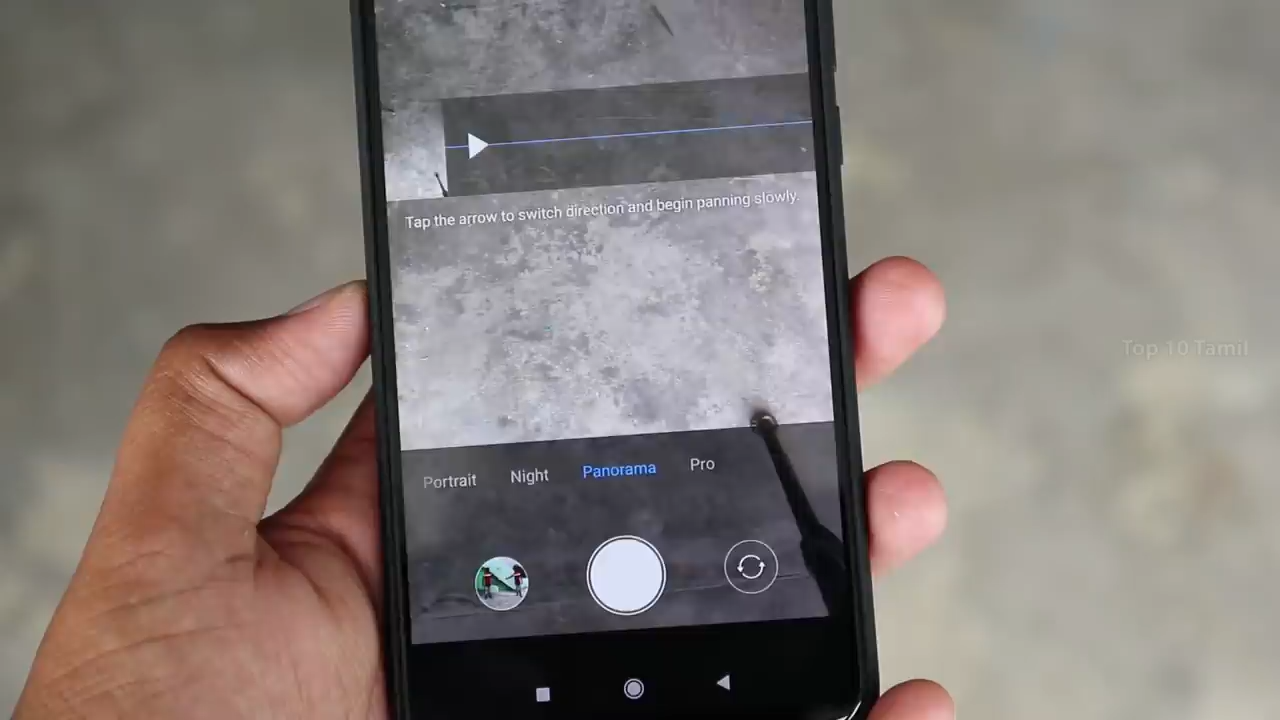 Tap the arrow to switch direction and begin panning slowly.
Top 10 Tamil
Portrait Night Panorama Pro